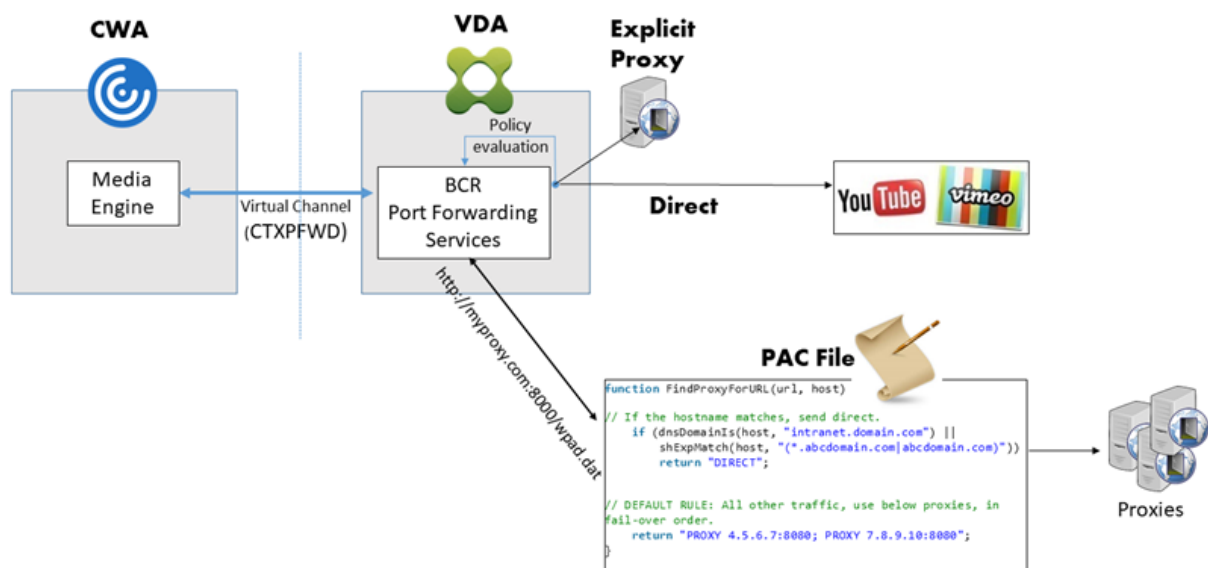 CWA
VDA
Explicit
Proxy
Policy
evaluation
Media
Engine
Virtual Channel
(CTXPFWD)
BCR
Port Forwarding
Services
Direct
You Tube
vimeo
http://myproxy.com:8000/wpad.dat
PAC File
function FindProxyForURL(url, host)
// If the hostname matches, send direct.
if (dnsDomainIs(host, "intranet.domain.com") ||
shExpMatch(host, "(*.abcdomain.com|abcdomain.com)"))
return "DIRECT";
// DEFAULT RULE: All other traffic, use below proxies, in
fail-over order.
return "PROXY 4.5.6.7:8080; PROXY 7.8.9.10:8080";
}
Proxies